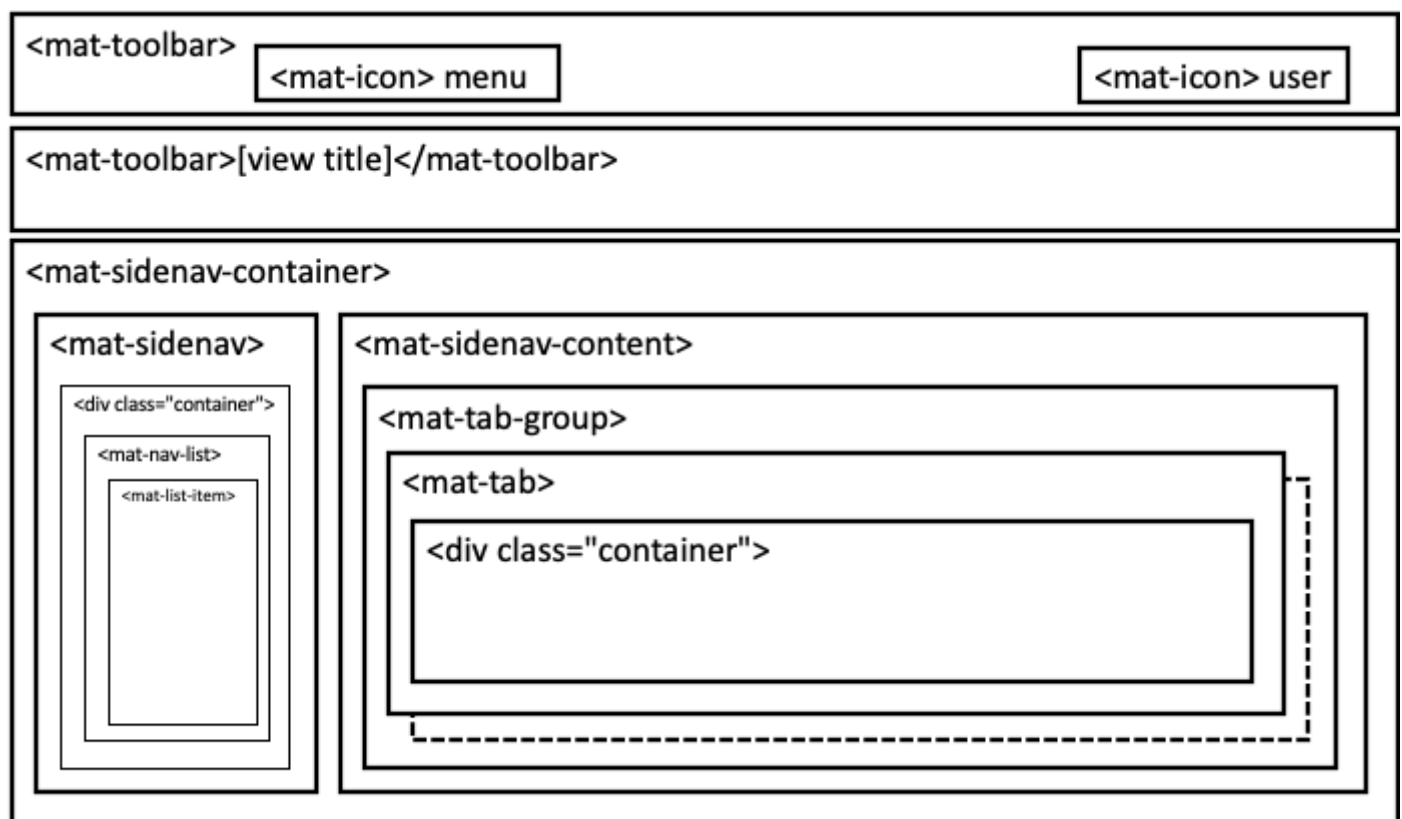 <mat-toolbar>
<mat-icon> menu
<mat-icon> user
<mat-toolbar>[view title]</mat-toolbar>
<mat-sidenav-container>
<mat-sidenav>
<div class="container">
<mat-nav-list>
<mat-list-item>
<mat-sidenav-content>
<mat-tab-group>
<mat-tab>
<div class="container">